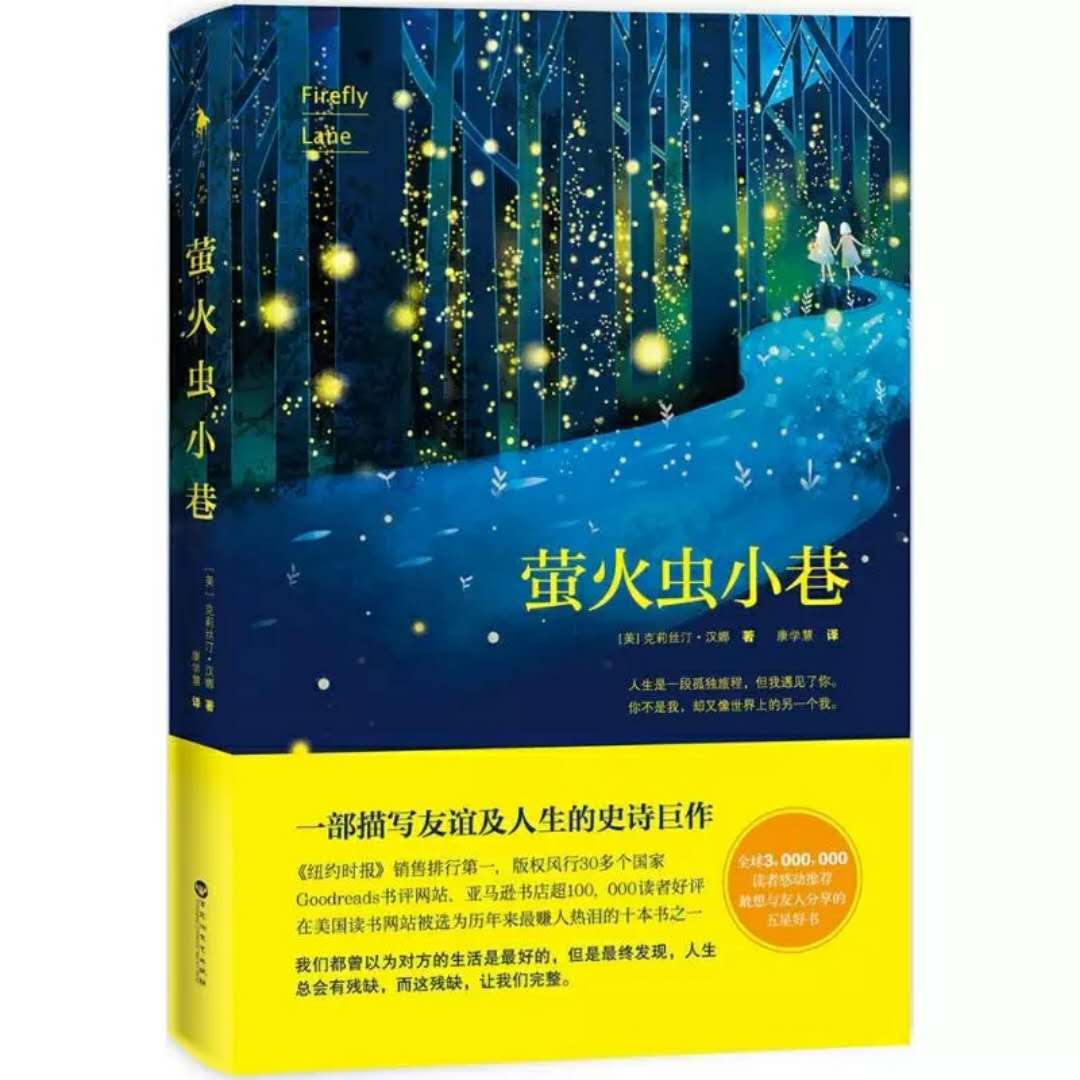 Firefly
Lane
萤火虫小巷
[美]克莉丝汀·汉娜 著 康学慧 译
萤火虫小巷
[美]克莉丝汀·汉娜 著 康学慧 译
人生是一段孤独旅程，但我遇见了你。
你不是我，却又像世界上的另一个我。
一部描写友谊及人生的史诗巨作
《纽约时报》销售排行第一，版权风行30多个国家
Goodreads书评网站、亚马逊书店超100,000读者好评
在美国读书网站被选为历年来最赚人热泪的十本书之一
我们都曾以为对方的生活是最好的，但是最终发现，人生
总会有残缺，而这残缺，让我们完整。
全球3,000,000
读者感动推荐
最想与友人分享的
五星好书